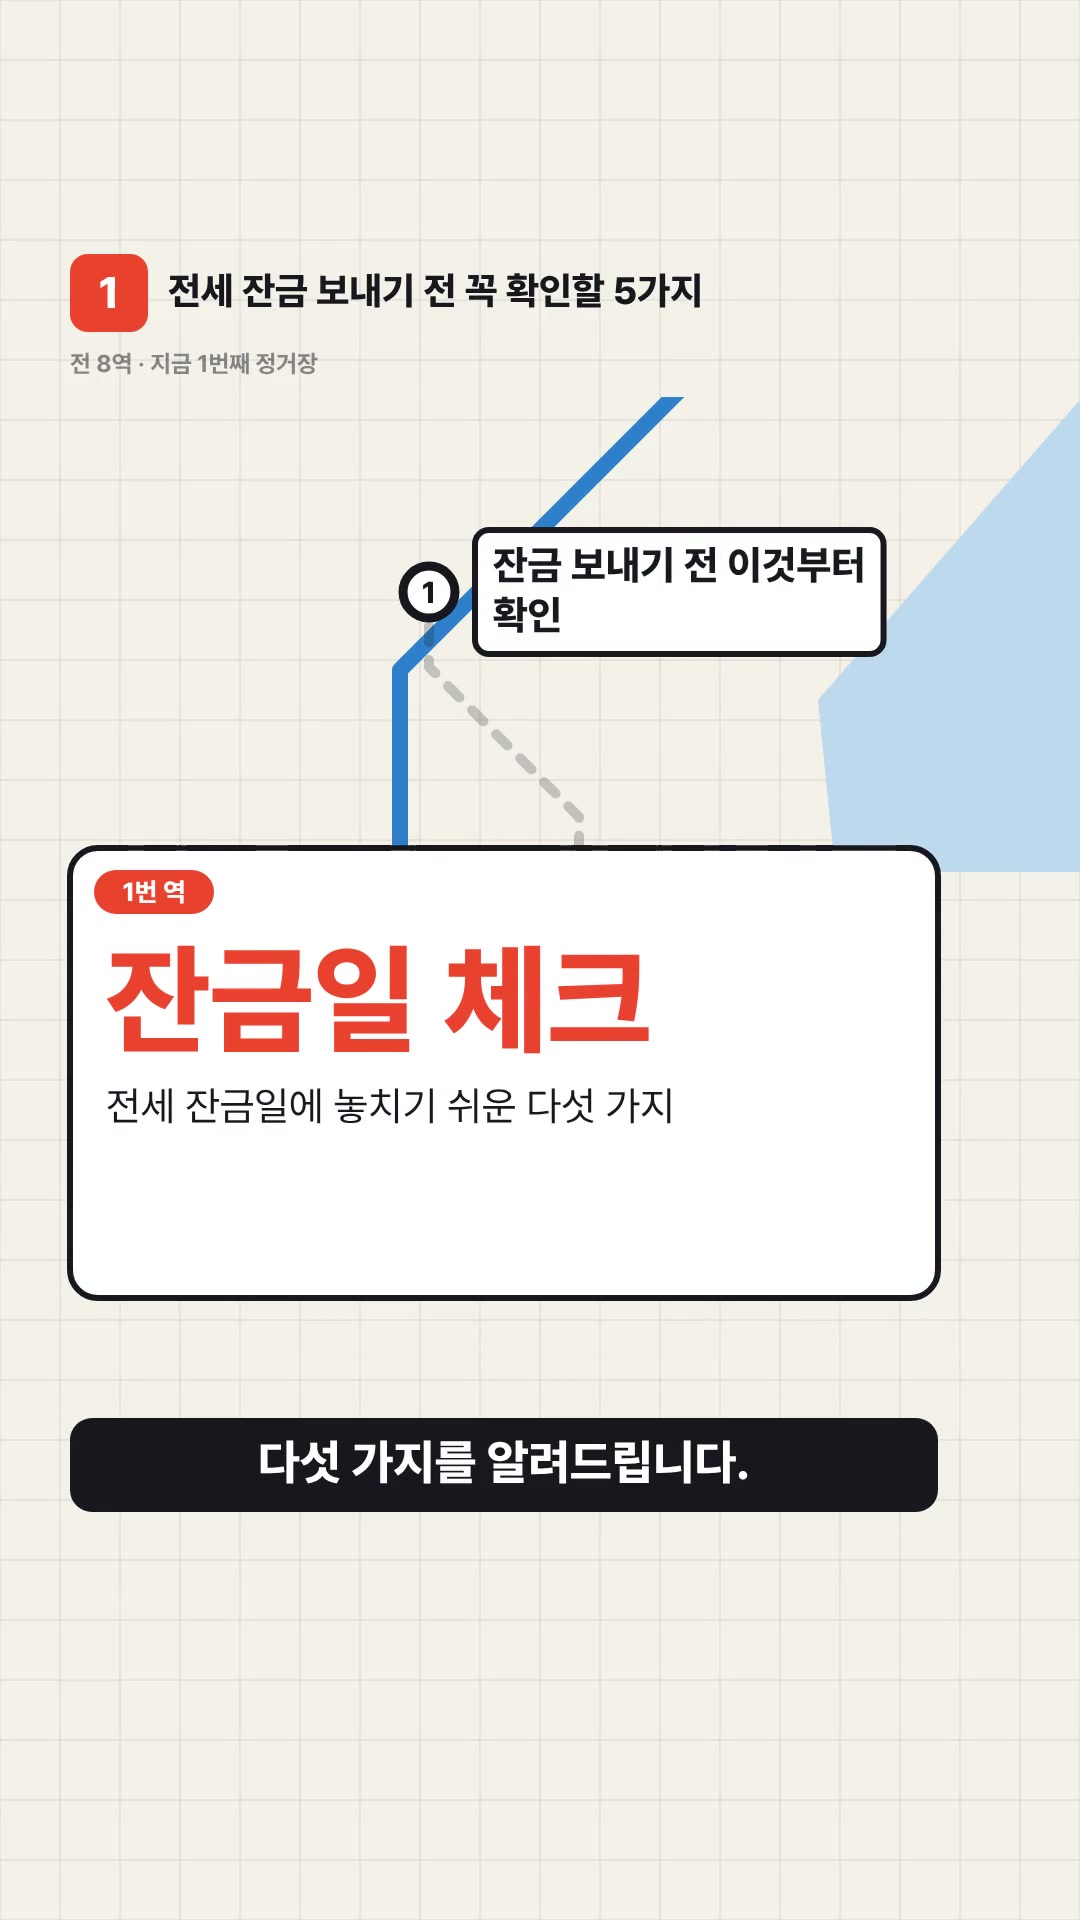 1
전세 잔금 보내기 전 꼭 확인할 5가지
전 8역 · 지금 1번째 정거장
1
잔금 보내기 전 이것부터
확인
1번 역
잔금일 체크
전세 잔금일에 놓치기 쉬운 다섯 가지
다섯 가지를 알려드립니다.